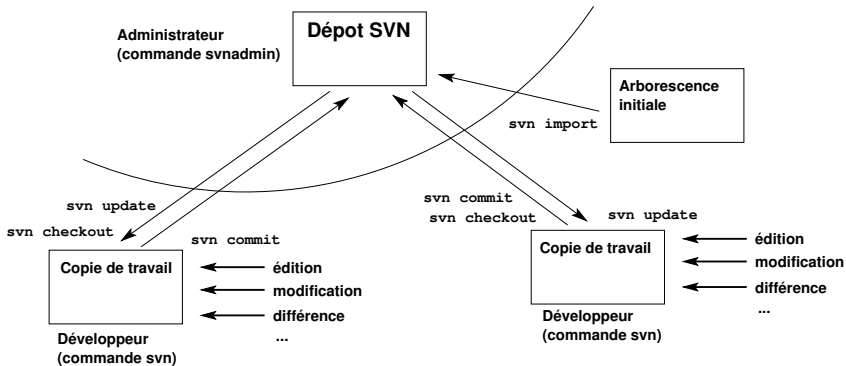 Dépot SVN
Administrateur
(commande svnadmin)
Arborescence
initiale
svn import
svn update
svn checkout
svn commit
svn commit
svn checkout
svn update
Copie de travail
édition
modification
différence
...
Développeur
(commande svn)
Copie de travail
édition
modification
différence
...
Développeur
(commande svn)